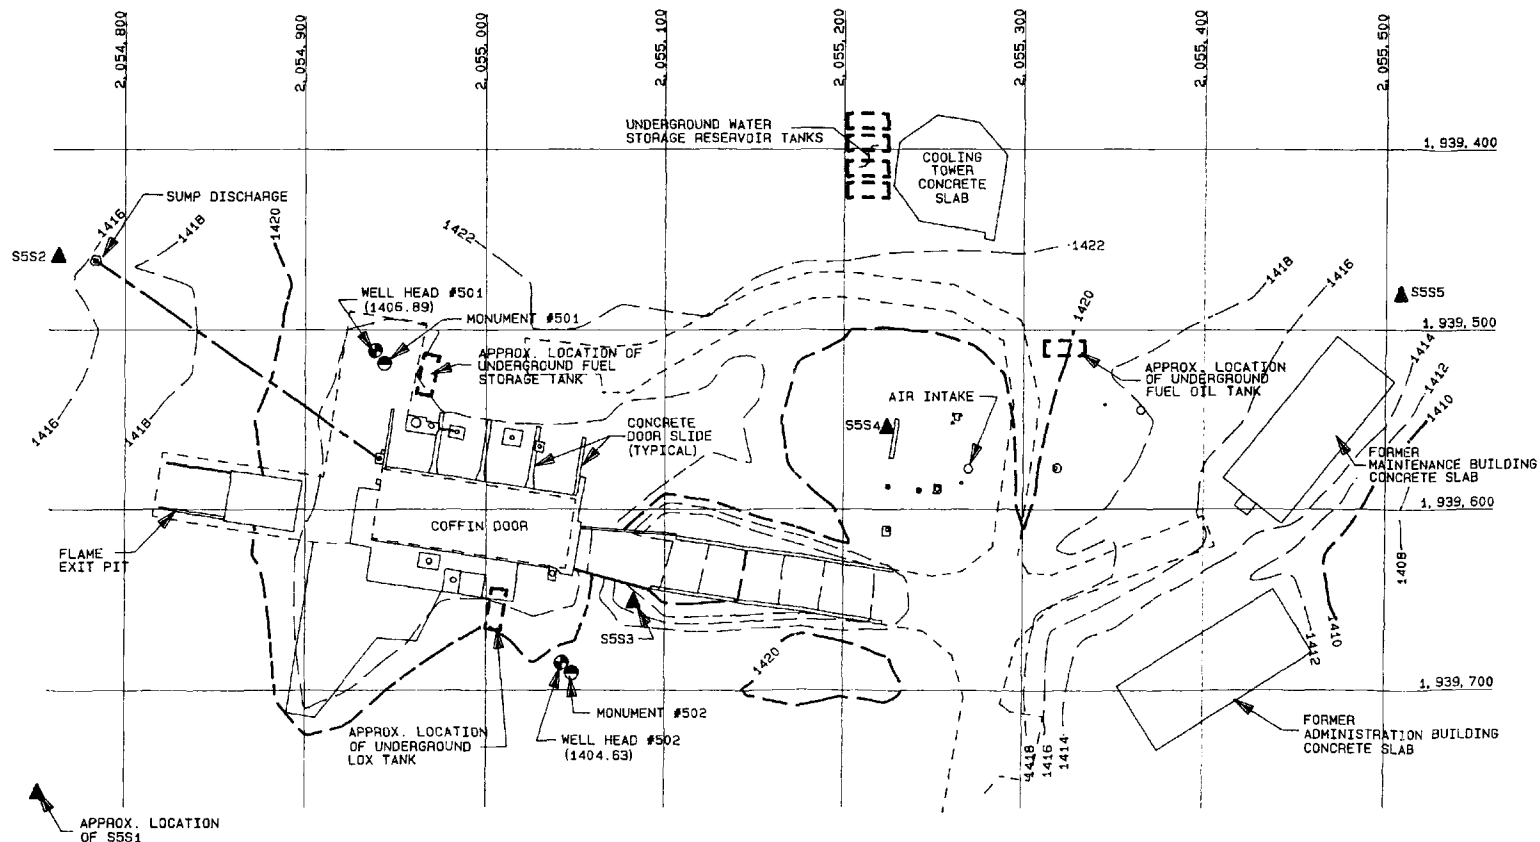 2,054,800
2,054,900
2,055,000
2,055,100
2,055,200
2,055,300
2,055,400
2,055,500
UNDERGROUND WATER
STORAGE RESERVOIR TANKS
COOLING
TOWER
CONCRETE
SLAB
1,939,400
SUMP DISCHARGE
1416
1418
1420
1422
1422
S5S2
WELL HEAD #501
(1406.89)
MONUMENT #501
1418
1416
1420
S5S5
1,939,500
APPROX. LOCATION OF
UNDERGROUND FUEL
STORAGE TANK
APPROX. LOCATION
OF UNDERGROUND
FUEL OIL TANK
1414
1412
1410
AIR INTAKE
S5S4
CONCRETE
DOOR SLIDE
(TYPICAL)
1416
1418
FORMER
MAINTENANCE BUILDING
CONCRETE SLAB
1,939,600
COFFIN DOOR
FLAME
EXIT PIT
1408
S5S3
1420
1410
1412
1,939,700
MONUMENT #502
APPROX. LOCATION
OF UNDERGROUND
LOX TANK
WELL HEAD #502
(1404.63)
1418
1416
1414
FORMER
ADMINISTRATION BUILDING
CONCRETE SLAB
APPROX. LOCATION
OF S5S1